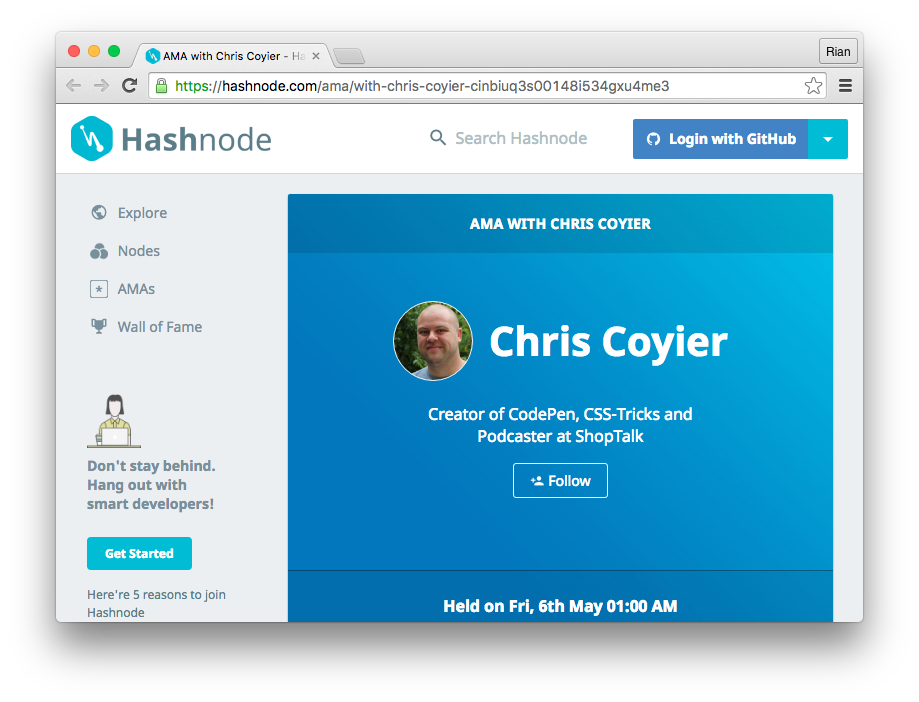 AMA with Chris Coyier - Ha
Rian
https://hashnode.com/ama/with-chris-coyier-cinbiuq3s00148i534gxu4me3
Hashnode
Search Hashnode
Login with GitHub
Explore
Nodes
AMAs
Wall of Fame
Don't stay behind.
Hang out with
smart developers!
Get Started
Here're 5 reasons to join
Hashnode
AMA WITH CHRIS COYIER
Chris Coyier
Creator of CodePen, CSS-Tricks and
Podcaster at ShopTalk
Follow
Held on Fri, 6th May 01:00 AM